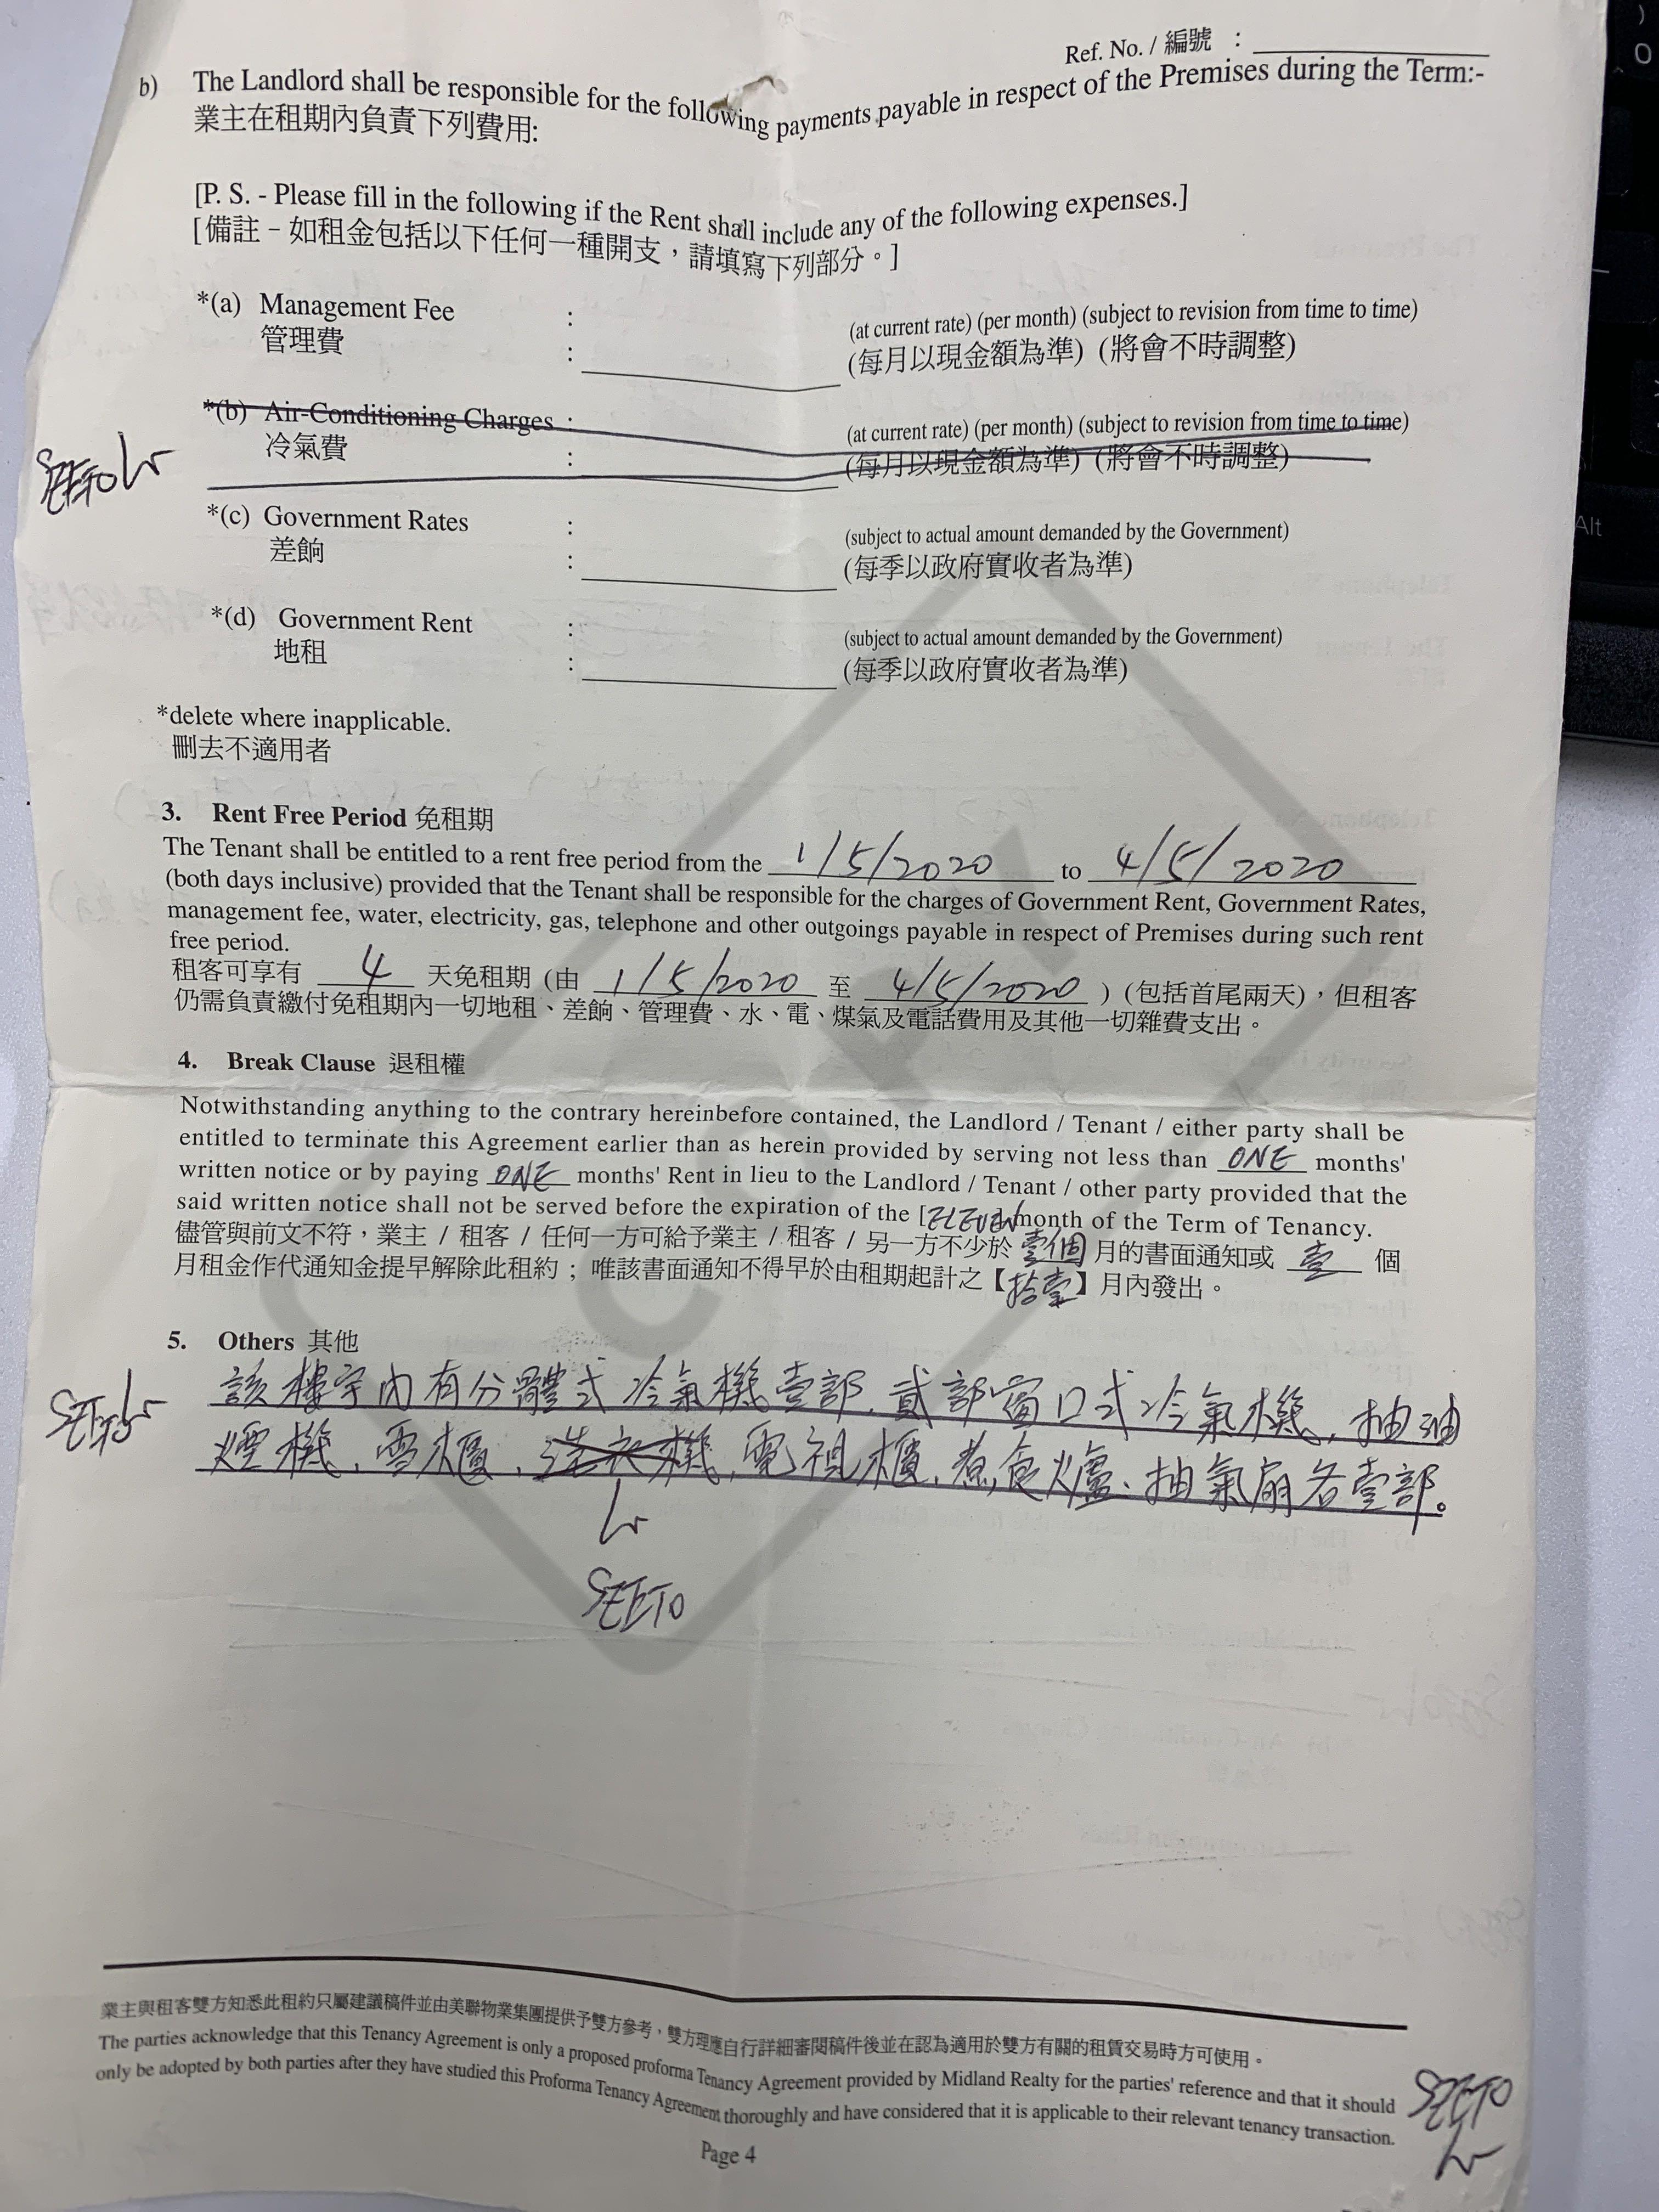 Ref. No. / 編號 :
b) The Landlord shall be responsible for the following payments payable in respect of the Premises during the Term:-
業主在租期內負責下列費用:
[P. S. - Please fill in the following if the Rent shall include any of the following expenses.]
[備註 - 如租金包括以下任何一種開支，請填寫下列部分。]
*(a) Management Fee : (at current rate) (per month) (subject to revision from time to time)
管理費 : (每月以現金額為準) (將會不時調整)
*(b) Air-Conditioning Charges : (at current rate) (per month) (subject to revision from time to time)
冷氣費 : (每月以現金額為準) (將會不時調整)
SZETO
*(c) Government Rates : (subject to actual amount demanded by the Government)
差餉 : (每季以政府實收者為準)
*(d) Government Rent : (subject to actual amount demanded by the Government)
地租 : (每季以政府實收者為準)
*delete where inapplicable.
刪去不適用者
3. Rent Free Period 免租期
The Tenant shall be entitled to a rent free period from the 1/5/2020 to 4/5/2020
(both days inclusive) provided that the Tenant shall be responsible for the charges of Government Rent, Government Rates,
management fee, water, electricity, gas, telephone and other outgoings payable in respect of Premises during such rent
free period.
租客可享有 4 天免租期 (由 1/5/2020 至 4/5/2020 ) (包括首尾兩天)，但租客
仍需負責繳付免租期內一切地租、差餉、管理費、水、電、煤氣及電話費用及其他一切雜費支出。
4. Break Clause 退租權
Notwithstanding anything to the contrary hereinbefore contained, the Landlord / Tenant / either party shall be
entitled to terminate this Agreement earlier than as herein provided by serving not less than ONE months'
written notice or by paying ONE months' Rent in lieu to the Landlord / Tenant / other party provided that the
said written notice shall not be served before the expiration of the [ELEVEN month of the Term of Tenancy.
儘管與前文不符，業主 / 租客 / 任何一方可給予業主 / 租客 / 另一方不少於 壹個 月的書面通知或 壹 個
月租金作代通知金提早解除此租約；唯該書面通知不得早於由租期起計之【拾壹】月內發出。
5. Others 其他
該樓宇內有分體式冷氣機壹部、貳部窗口式冷氣機、抽油
煙機、雪櫃、洗衣機、電視櫃、煮食爐、抽氣扇各壹部。
SZETO
SZETO
COPY
業主與租客雙方知悉此租約只屬建議稿件並由美聯物業集團提供予雙方參考，雙方理應自行詳細審閱稿件後並在認為適用於雙方有關的租賃交易時方可使用。
The parties acknowledge that this Tenancy Agreement is only a proposed proforma Tenancy Agreement provided by Midland Realty for the parties' reference and that it should
only be adopted by both parties after they have studied this Proforma Tenancy Agreement thoroughly and have considered that it is applicable to their relevant tenancy transaction.
SZETO
Page 4
Alt